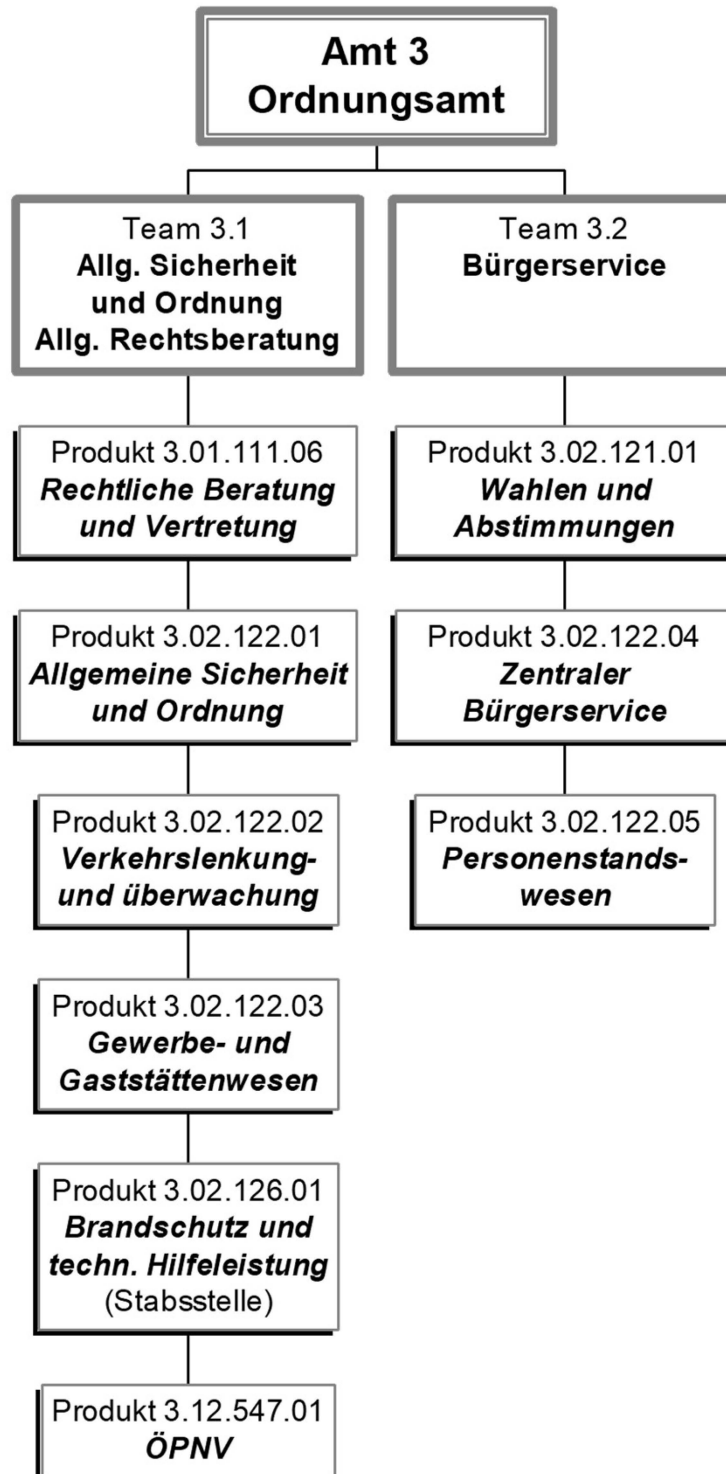 Amt 3
Ordnungsamt
Team 3.1
Allg. Sicherheit
und Ordnung
Allg. Rechtsberatung
Produkt 3.01.111.06
Rechtliche Beratung
und Vertretung
Produkt 3.02.122.01
Allgemeine Sicherheit
und Ordnung
Produkt 3.02.122.02
Verkehrslenkung-
und überwachung
Produkt 3.02.122.03
Gewerbe- und
Gaststättenwesen
Produkt 3.02.126.01
Brandschutz und
techn. Hilfeleistung
(Stabsstelle)
Produkt 3.12.547.01
ÖPNV
Team 3.2
Bürgerservice
Produkt 3.02.121.01
Wahlen und
Abstimmungen
Produkt 3.02.122.04
Zentraler
Bürgerservice
Produkt 3.02.122.05
Personenstands-
wesen